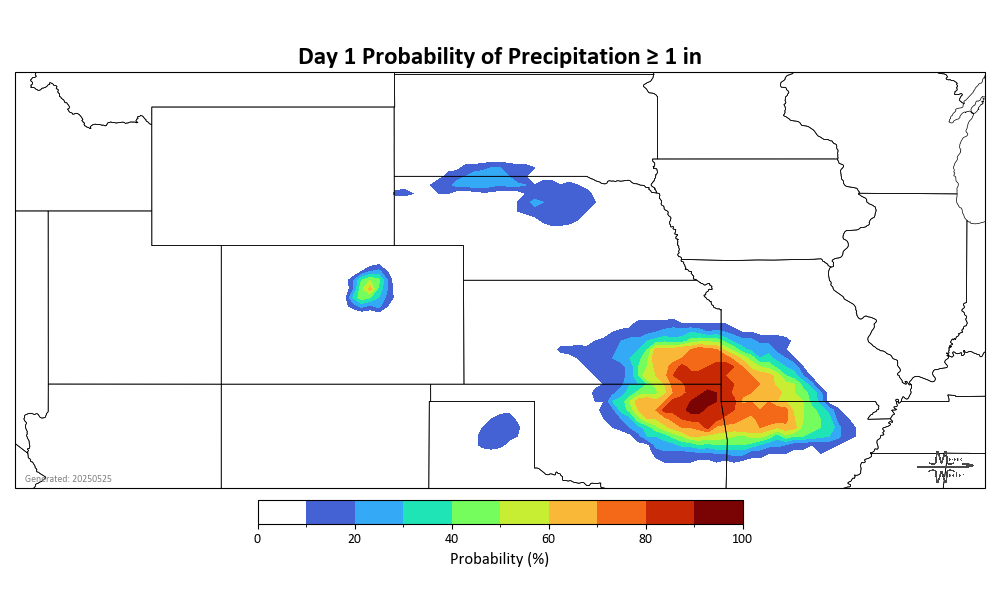 Day 1 Probability of Precipitation ≥ 1 in
Generated: 20250525
0 20 40 60 80 100
Probability (%)